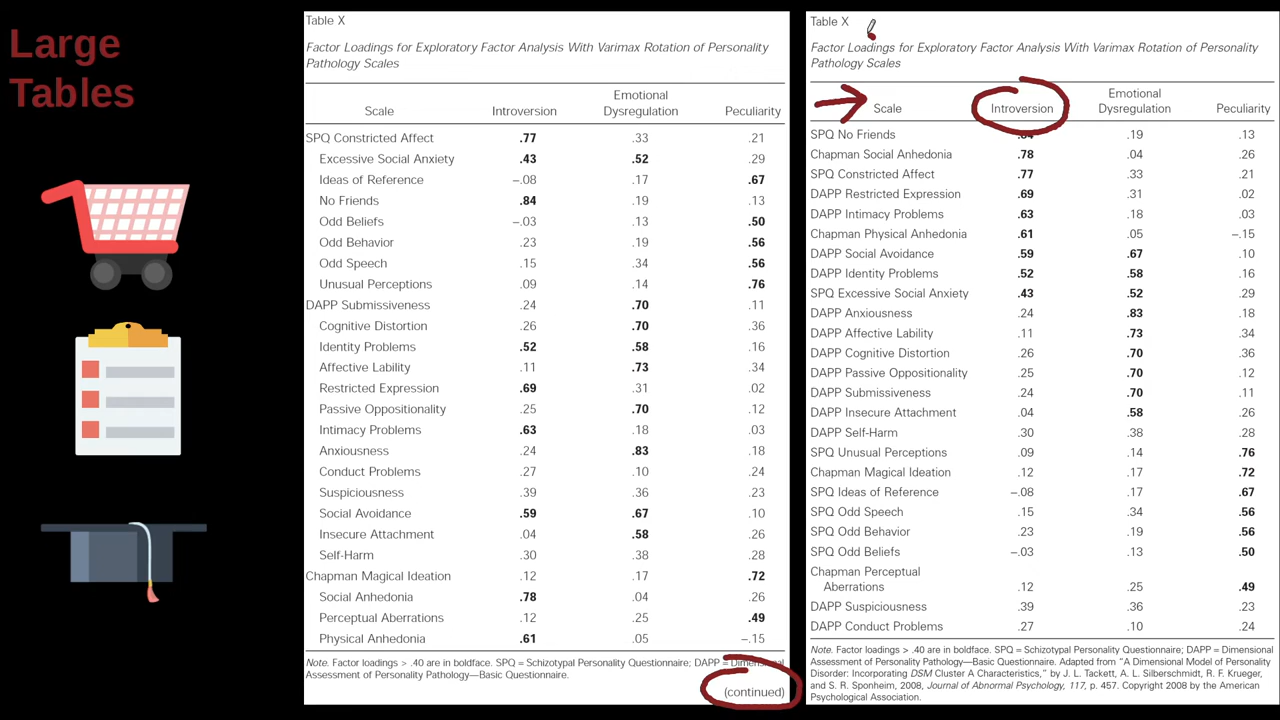 Large
Tables
Table X
Factor Loadings for Exploratory Factor Analysis With Varimax Rotation of Personality
Pathology Scales
Scale Introversion Emotional Dysregulation Peculiarity
SPQ Constricted Affect .77 .33 .21
Excessive Social Anxiety .43 .52 .29
Ideas of Reference –.08 .17 .67
No Friends .84 .19 .13
Odd Beliefs –.03 .13 .50
Odd Behavior .23 .19 .56
Odd Speech .15 .34 .56
Unusual Perceptions .09 .14 .76
DAPP Submissiveness .24 .70 .11
Cognitive Distortion .26 .70 .36
Identity Problems .52 .58 .16
Affective Lability .11 .73 .34
Restricted Expression .69 .31 .02
Passive Oppositionality .25 .70 .12
Intimacy Problems .63 .18 .03
Anxiousness .24 .83 .18
Conduct Problems .27 .10 .24
Suspiciousness .39 .36 .23
Social Avoidance .59 .67 .10
Insecure Attachment .04 .58 .26
Self-Harm .30 .38 .28
Chapman Magical Ideation .12 .17 .72
Social Anhedonia .78 .04 .26
Perceptual Aberrations .12 .25 .49
Physical Anhedonia .61 .05 –.15
Note. Factor loadings > .40 are in boldface. SPQ = Schizotypal Personality Questionnaire; DAPP = Dimensional
Assessment of Personality Pathology—Basic Questionnaire.
(continued)
Table X
Factor Loadings for Exploratory Factor Analysis With Varimax Rotation of Personality
Pathology Scales
Scale Introversion Emotional Dysregulation Peculiarity
SPQ No Friends .84 .19 .13
Chapman Social Anhedonia .78 .04 .26
SPQ Constricted Affect .77 .33 .21
DAPP Restricted Expression .69 .31 .02
DAPP Intimacy Problems .63 .18 .03
Chapman Physical Anhedonia .61 .05 –.15
DAPP Social Avoidance .59 .67 .10
DAPP Identity Problems .52 .58 .16
SPQ Excessive Social Anxiety .43 .52 .29
DAPP Anxiousness .24 .83 .18
DAPP Affective Lability .11 .73 .34
DAPP Cognitive Distortion .26 .70 .36
DAPP Passive Oppositionality .25 .70 .12
DAPP Submissiveness .24 .70 .11
DAPP Insecure Attachment .04 .58 .26
DAPP Self-Harm .30 .38 .28
SPQ Unusual Perceptions .09 .14 .76
Chapman Magical Ideation .12 .17 .72
SPQ Ideas of Reference –.08 .17 .67
SPQ Odd Speech .15 .34 .56
SPQ Odd Behavior .23 .19 .56
SPQ Odd Beliefs –.03 .13 .50
Chapman Perceptual
Aberrations .12 .25 .49
DAPP Suspiciousness .39 .36 .23
DAPP Conduct Problems .27 .10 .24
Note. Factor loadings > .40 are in boldface. SPQ = Schizotypal Personality Questionnaire; DAPP = Dimensional
Assessment of Personality Pathology—Basic Questionnaire. Adapted from “A Dimensional Model of Personality
Disorder: Incorporating DSM Cluster A Characteristics,” by J. L. Tackett, A. L. Silberschmidt, R. F. Krueger,
and S. R. Sponheim, 2008, Journal of Abnormal Psychology, 117, p. 457. Copyright 2008 by the American
Psychological Association.